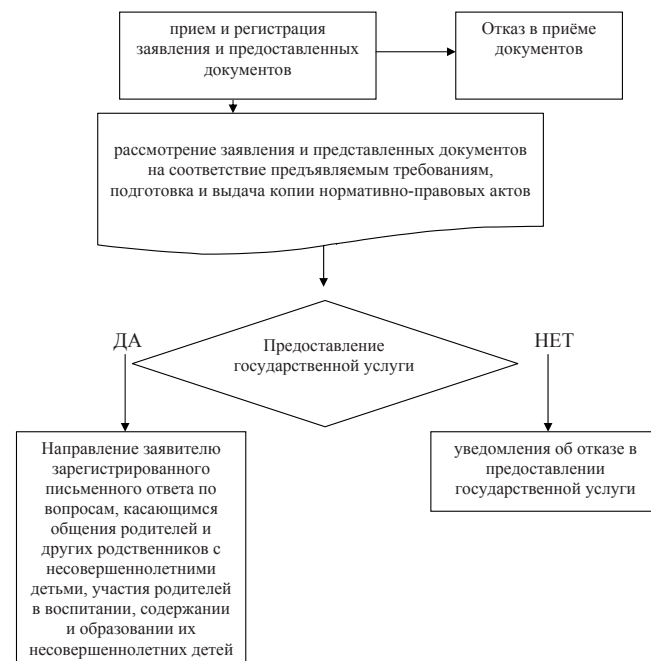 прием и регистрация
заявления и предоставленных
документов
Отказ в приёме
документов
рассмотрение заявления и представленных документов
на соответствие предъявляемым требованиям,
подготовка и выдача копии нормативно-правовых актов
ДА
Предоставление
государственной услуги
НЕТ
Направление заявителю
зарегистрированного
письменного ответа по
вопросам, касающимся
общения родителей и
других родственников с
несовершеннолетними
детьми, участия родителей
в воспитании, содержании
и образовании их
несовершеннолетних детей
уведомления об отказе в
предоставлении
государственной услуги